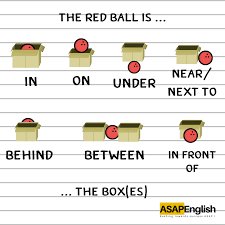 THE RED BALL IS ...
IN
ON
UNDER
NEAR/
NEXT TO
BEHIND
BETWEEN
IN FRONT
OF
... THE BOX(ES)
ASAPEnglish